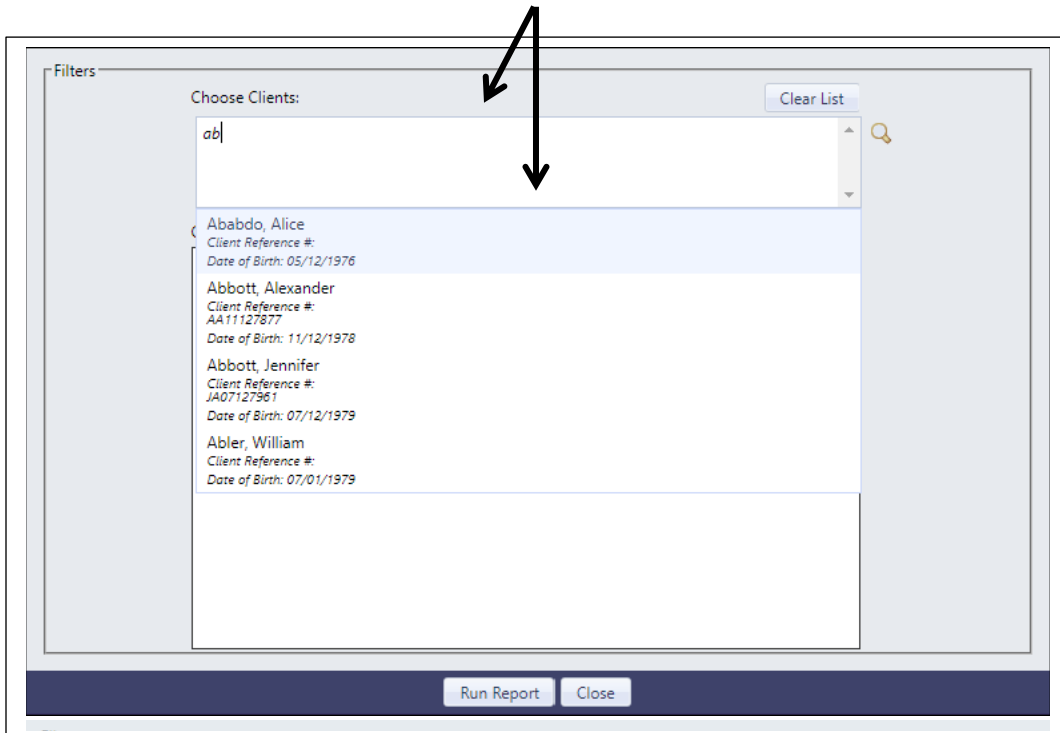 Filters
Choose Clients:
Clear List
ab
Ababdo, Alice
Client Reference #:
Date of Birth: 05/12/1976
Abbott, Alexander
Client Reference #:
AA11127877
Date of Birth: 11/12/1978
Abbott, Jennifer
Client Reference #:
JA07127961
Date of Birth: 07/12/1979
Abler, William
Client Reference #:
Date of Birth: 07/01/1979
Run Report
Close